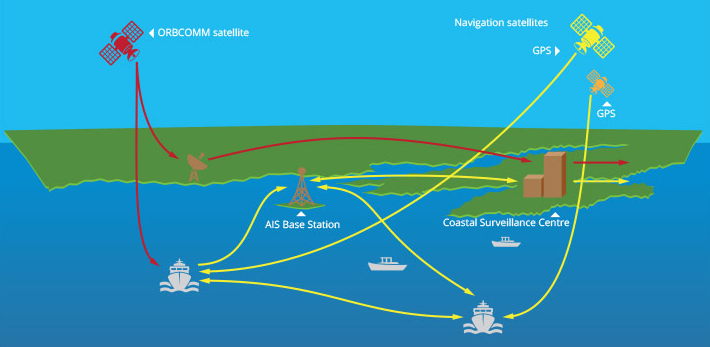 ORBCOMM satellite
Navigation satellites
GPS
GPS
AIS Base Station
Coastal Surveillance Centre